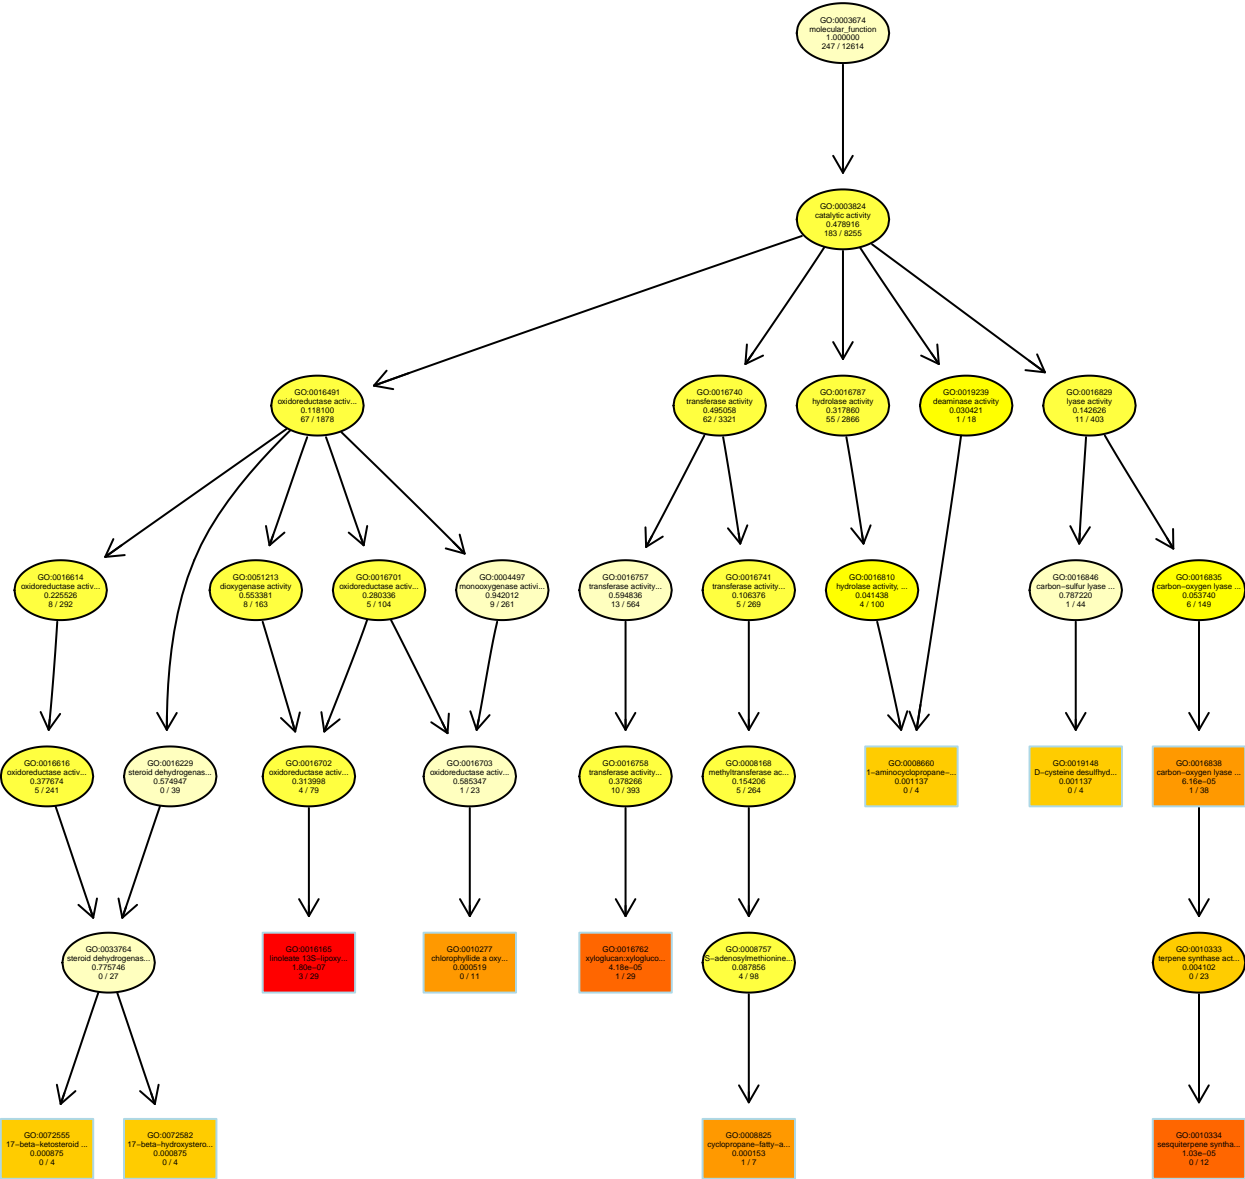 GO:0003674
molecular_function
1.000000
247 / 12614
GO:0003824
catalytic activity
0.478916
183 / 8255
GO:0016491
oxidoreductase activ...
0.118100
67 / 1878
GO:0016740
transferase activity
0.495058
62 / 3321
GO:0016787
hydrolase activity
0.317860
55 / 2866
GO:0019239
deaminase activity
0.030421
1 / 18
GO:0016829
lyase activity
0.142626
11 / 403
GO:0016614
oxidoreductase activ...
0.225526
8 / 292
GO:0051213
dioxygenase activity
0.553381
8 / 163
GO:0016701
oxidoreductase activ...
0.280336
5 / 104
GO:0004497
monooxygenase activi...
0.942012
9 / 261
GO:0016757
transferase activity...
0.594836
13 / 564
GO:0016741
transferase activity...
0.106376
5 / 269
GO:0016810
hydrolase activity, ...
0.041438
4 / 100
GO:0016846
carbon−sulfur lyase ...
0.787220
1 / 44
GO:0016835
carbon−oxygen lyase ...
0.053740
6 / 149
GO:0016616
oxidoreductase activ...
0.377674
5 / 241
GO:0016229
steroid dehydrogenas...
0.574947
0 / 39
GO:0016702
oxidoreductase activ...
0.313998
4 / 79
GO:0016703
oxidoreductase activ...
0.585347
1 / 23
GO:0016758
transferase activity...
0.378266
10 / 393
GO:0008168
methyltransferase ac...
0.154206
5 / 264
GO:0008660
1−aminocyclopropane−...
0.001137
0 / 4
GO:0019148
D−cysteine desulfhyd...
0.001137
0 / 4
GO:0016838
carbon−oxygen lyase ...
6.16e−05
1 / 38
GO:0033764
steroid dehydrogenas...
0.775746
0 / 27
GO:0016165
linoleate 13S−lipoxy...
1.80e−07
3 / 29
GO:0010277
chlorophyllide a oxy...
0.000519
0 / 11
GO:0016762
xyloglucan:xylogluco...
4.18e−05
1 / 29
GO:0008757
S−adenosylmethionine...
0.087856
4 / 98
GO:0010333
terpene synthase act...
0.004102
0 / 23
GO:0072555
17−beta−ketosteroid ...
0.000875
0 / 4
GO:0072582
17−beta−hydroxystero...
0.000875
0 / 4
GO:0008825
cyclopropane−fatty−a...
0.000153
1 / 7
GO:0010334
sesquiterpene syntha...
1.03e−05
0 / 12